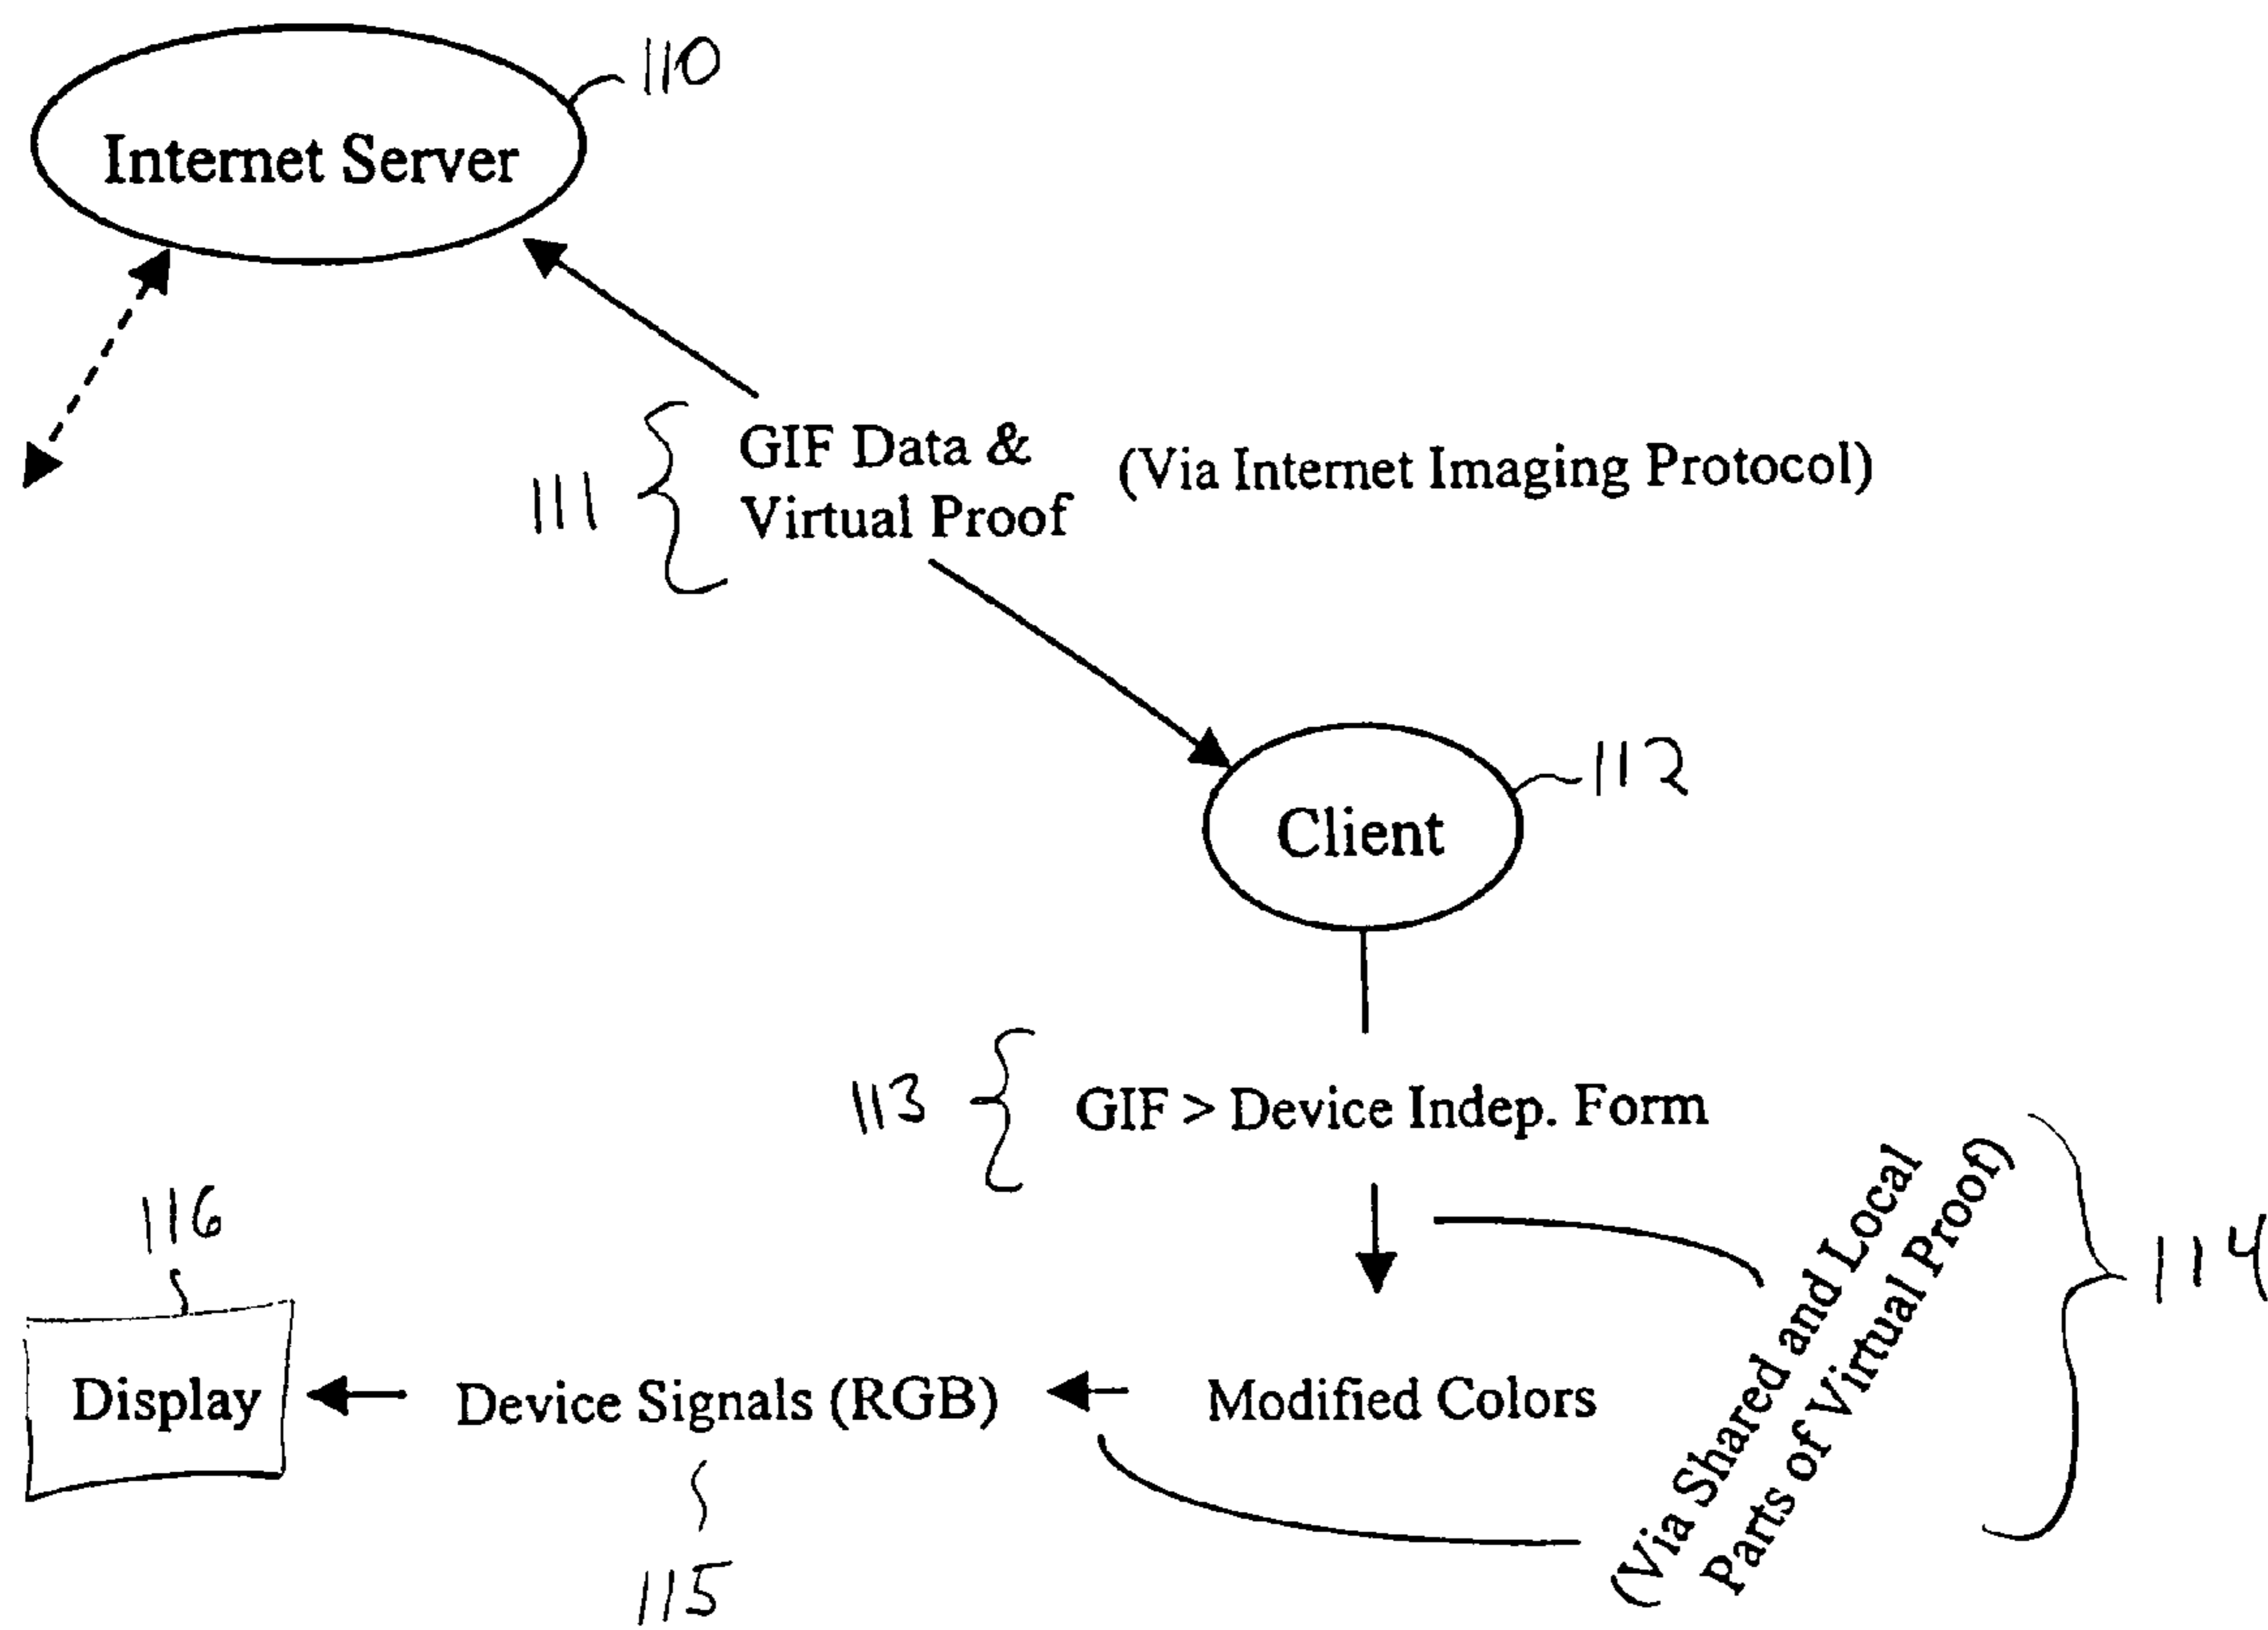 110
Internet Server
GIF Data &
(Via Internet Imaging Protocol)
111
Virtual Proof
112
Client
113
GIF > Device Indep. Form
(Via Shared and Local
Parts of Virtual Proof)
114
116
Display
Device Signals (RGB)
Modified Colors
115